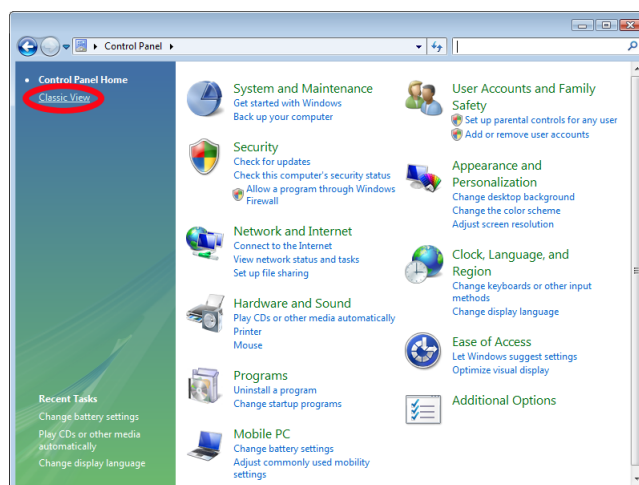 Control Panel
Control Panel Home
Classic View
System and Maintenance
Get started with Windows
Back up your computer
Security
Check for updates
Check this computer's security status
Allow a program through Windows
Firewall
Network and Internet
Connect to the Internet
View network status and tasks
Set up file sharing
Hardware and Sound
Play CDs or other media automatically
Printer
Mouse
Programs
Uninstall a program
Change startup programs
Mobile PC
Change battery settings
Adjust commonly used mobility
settings
User Accounts and Family
Safety
Set up parental controls for any user
Add or remove user accounts
Appearance and
Personalization
Change desktop background
Change the color scheme
Adjust screen resolution
Clock, Language, and
Region
Change keyboards or other input
methods
Change display language
Ease of Access
Let Windows suggest settings
Optimize visual display
Additional Options
Recent Tasks
Change battery settings
Play CDs or other media
automatically
Change display language